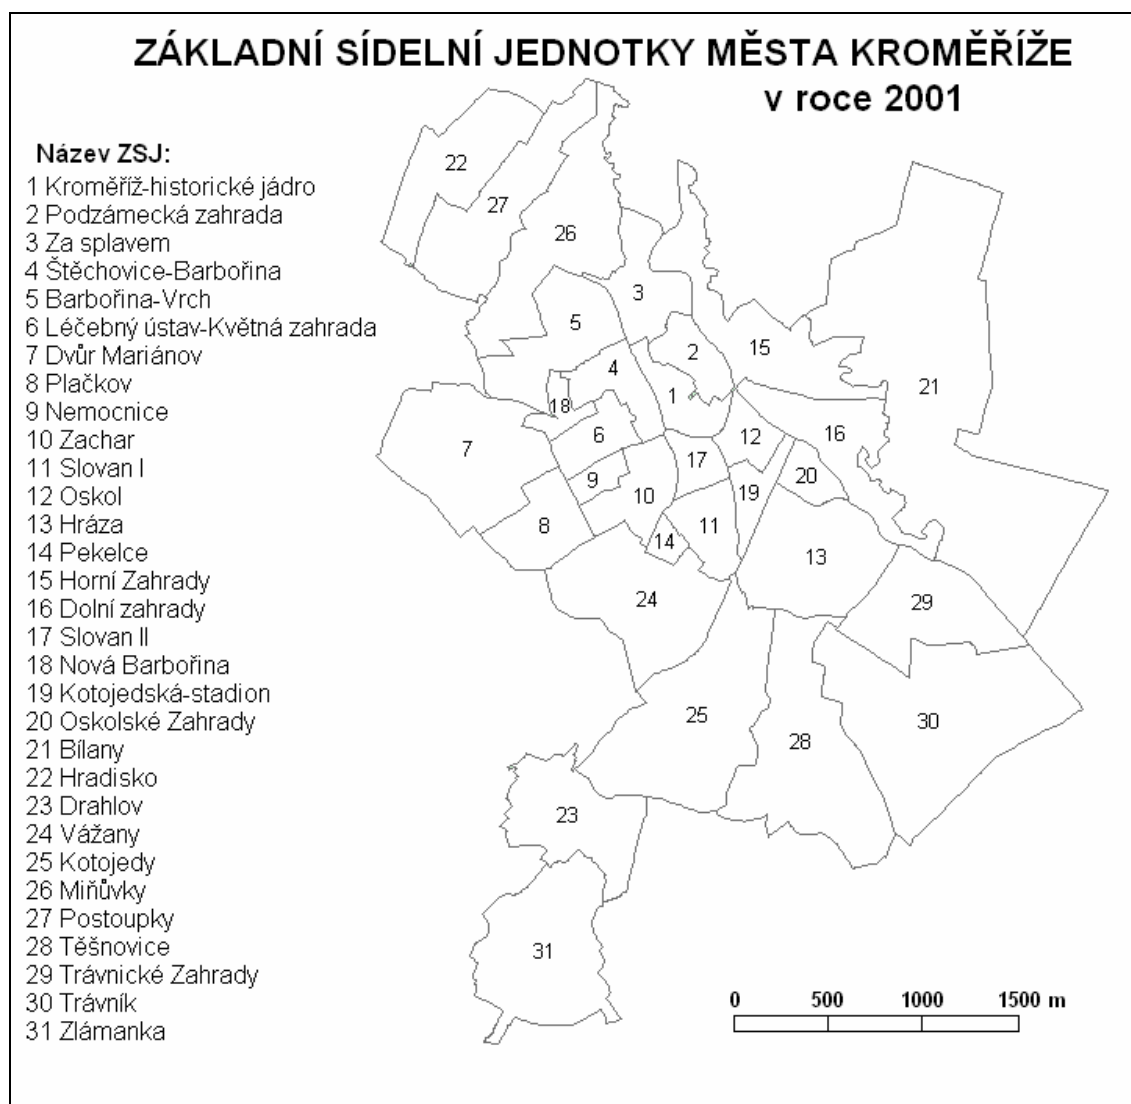 ZÁKLADNÍ SÍDELNÍ JEDNOTKY MĚSTA KROMĚŘÍŽE
v roce 2001
Název ZSJ:
1 Kroměříž-historické jádro
2 Podzámecká zahrada
3 Za splavem
4 Štěchovice-Barbořina
5 Barbořina-Vrch
6 Léčebný ústav-Květná zahrada
7 Dvůr Mariánov
8 Plačkov
9 Nemocnice
10 Zachar
11 Slovan I
12 Oskol
13 Hráza
14 Pekelce
15 Horní Zahrady
16 Dolní zahrady
17 Slovan II
18 Nová Barbořina
19 Kotojedská-stadion
20 Oskolské Zahrady
21 Bílany
22 Hradisko
23 Drahlov
24 Vážany
25 Kotojedy
26 Miňůvky
27 Postoupky
28 Těšnovice
29 Trávnické Zahrady
30 Trávník
31 Zlámanka
22
27
26
3
5
2
15
4
21
1
18
16
6
12
7
17
20
9
19
10
8
11
14
13
24
29
25
30
28
23
31
0 500 1000 1500 m